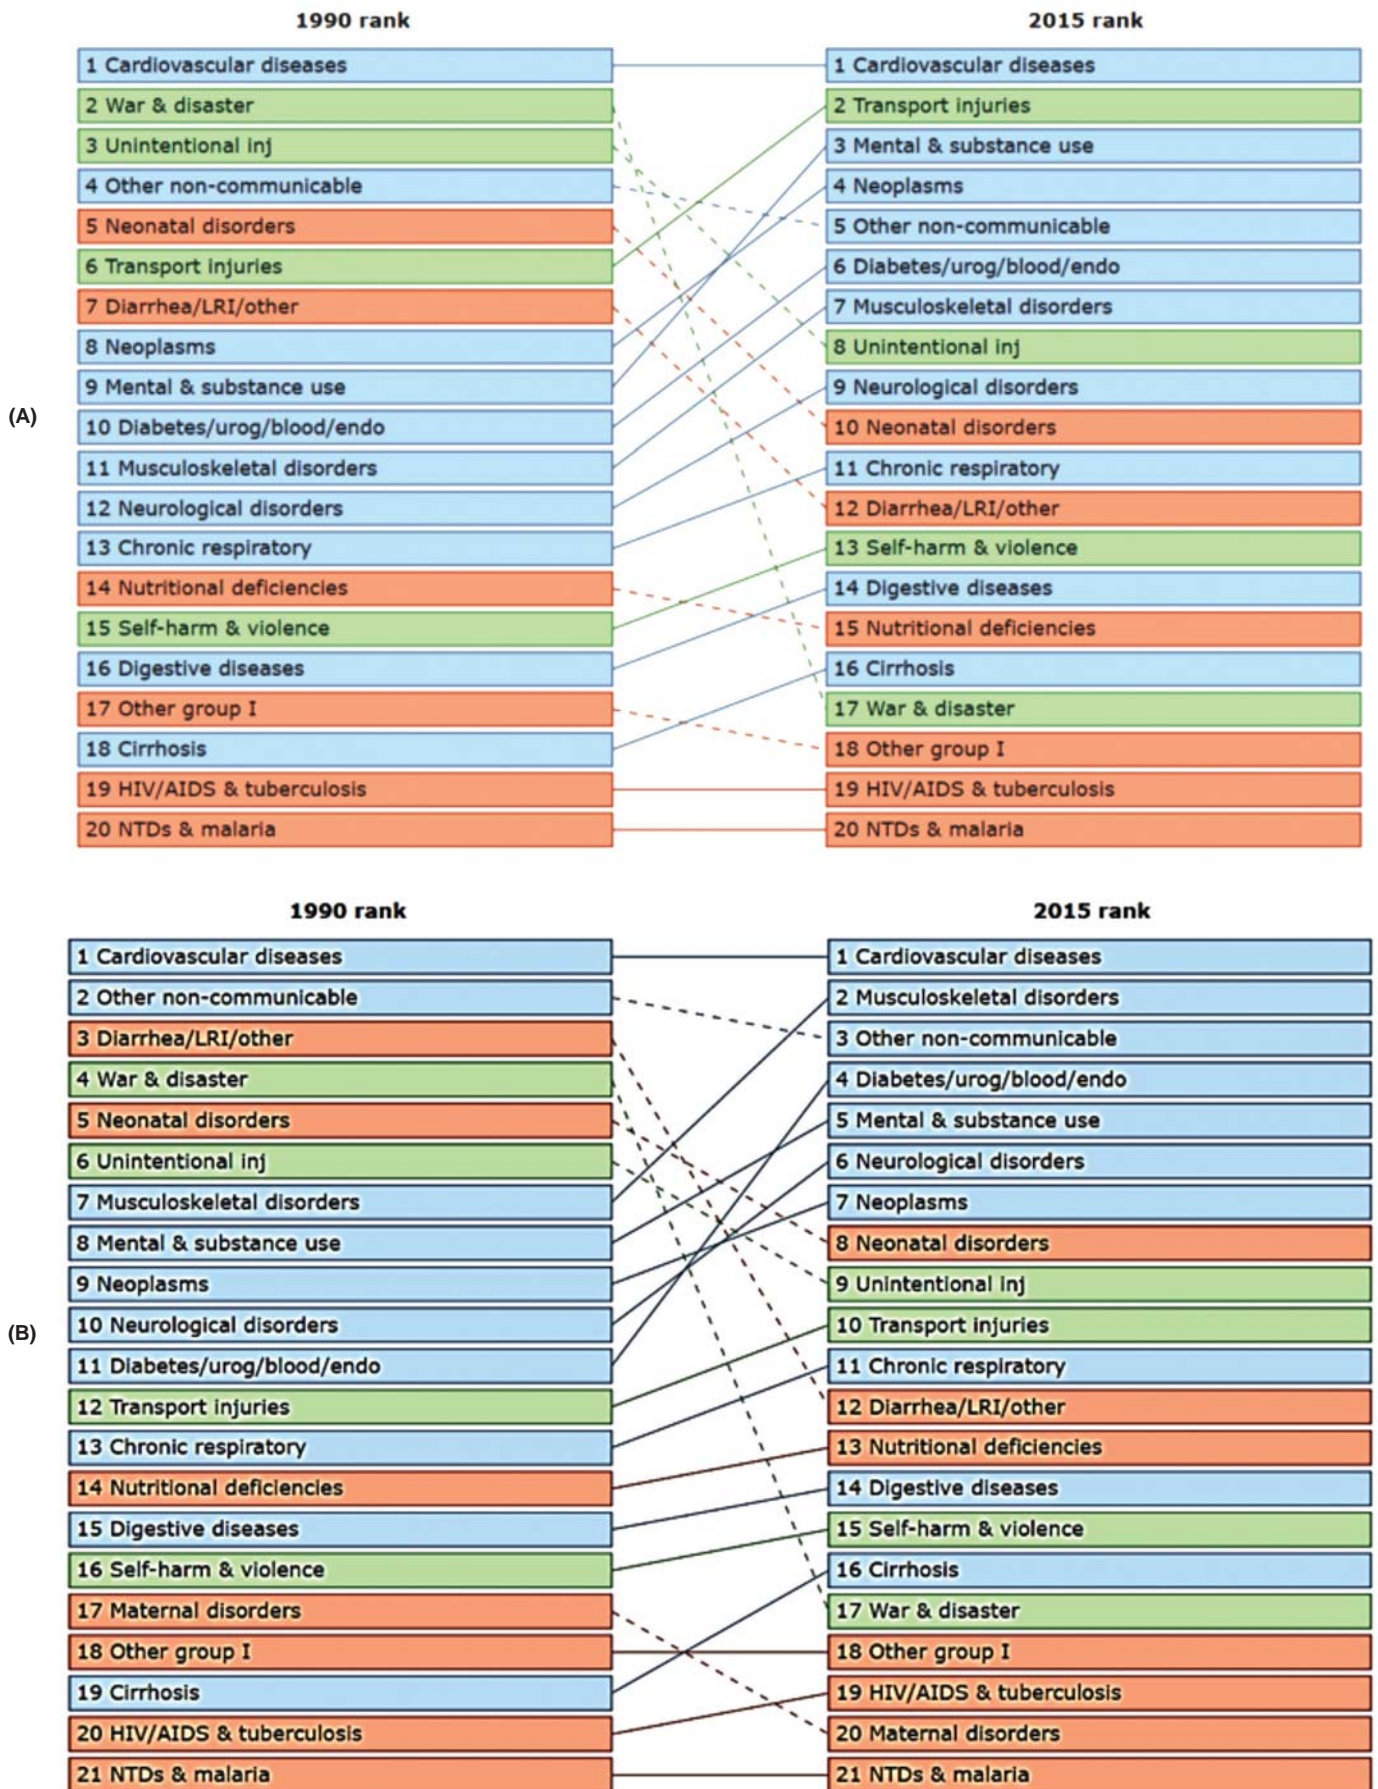 1990 rank
2015 rank
1 Cardiovascular diseases
1 Cardiovascular diseases
2 War & disaster
2 Transport injuries
3 Unintentional inj
3 Mental & substance use
4 Other non-communicable
4 Neoplasms
5 Neonatal disorders
5 Other non-communicable
6 Transport injuries
6 Diabetes/urog/blood/endo
7 Diarrhea/LRI/other
7 Musculoskeletal disorders
8 Neoplasms
8 Unintentional inj
9 Mental & substance use
9 Neurological disorders
(A)
10 Diabetes/urog/blood/endo
10 Neonatal disorders
11 Musculoskeletal disorders
11 Chronic respiratory
12 Neurological disorders
12 Diarrhea/LRI/other
13 Chronic respiratory
13 Self-harm & violence
14 Nutritional deficiencies
14 Digestive diseases
15 Self-harm & violence
15 Nutritional deficiencies
16 Digestive diseases
16 Cirrhosis
17 Other group I
17 War & disaster
18 Cirrhosis
18 Other group I
19 HIV/AIDS & tuberculosis
19 HIV/AIDS & tuberculosis
20 NTDs & malaria
20 NTDs & malaria
1990 rank
2015 rank
1 Cardiovascular diseases
1 Cardiovascular diseases
2 Other non-communicable
2 Musculoskeletal disorders
3 Diarrhea/LRI/other
3 Other non-communicable
4 War & disaster
4 Diabetes/urog/blood/endo
5 Neonatal disorders
5 Mental & substance use
6 Unintentional inj
6 Neurological disorders
7 Musculoskeletal disorders
7 Neoplasms
8 Mental & substance use
8 Neonatal disorders
9 Neoplasms
9 Unintentional inj
(B)
10 Neurological disorders
10 Transport injuries
11 Diabetes/urog/blood/endo
11 Chronic respiratory
12 Transport injuries
12 Diarrhea/LRI/other
13 Chronic respiratory
13 Nutritional deficiencies
14 Nutritional deficiencies
14 Digestive diseases
15 Digestive diseases
15 Self-harm & violence
16 Self-harm & violence
16 Cirrhosis
17 Maternal disorders
17 War & disaster
18 Other group I
18 Other group I
19 Cirrhosis
19 HIV/AIDS & tuberculosis
20 HIV/AIDS & tuberculosis
20 Maternal disorders
21 NTDs & malaria
21 NTDs & malaria